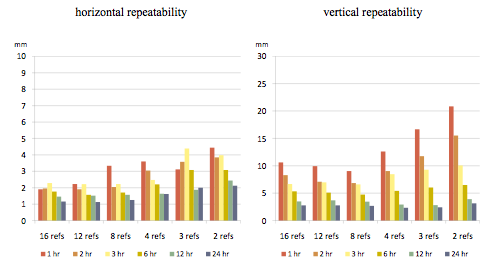 horizontal repeatability
mm
10
9
8
7
6
5
4
3
2
1
0
16 refs 12 refs 8 refs 4 refs 3 refs 2 refs
1 hr 2 hr 3 hr 6 hr 12 hr 24 hr
vertical repeatability
mm
30
25
20
15
10
5
0
16 refs 12 refs 8 refs 4 refs 3 refs 2 refs
1 hr 2 hr 3 hr 6 hr 12 hr 24 hr